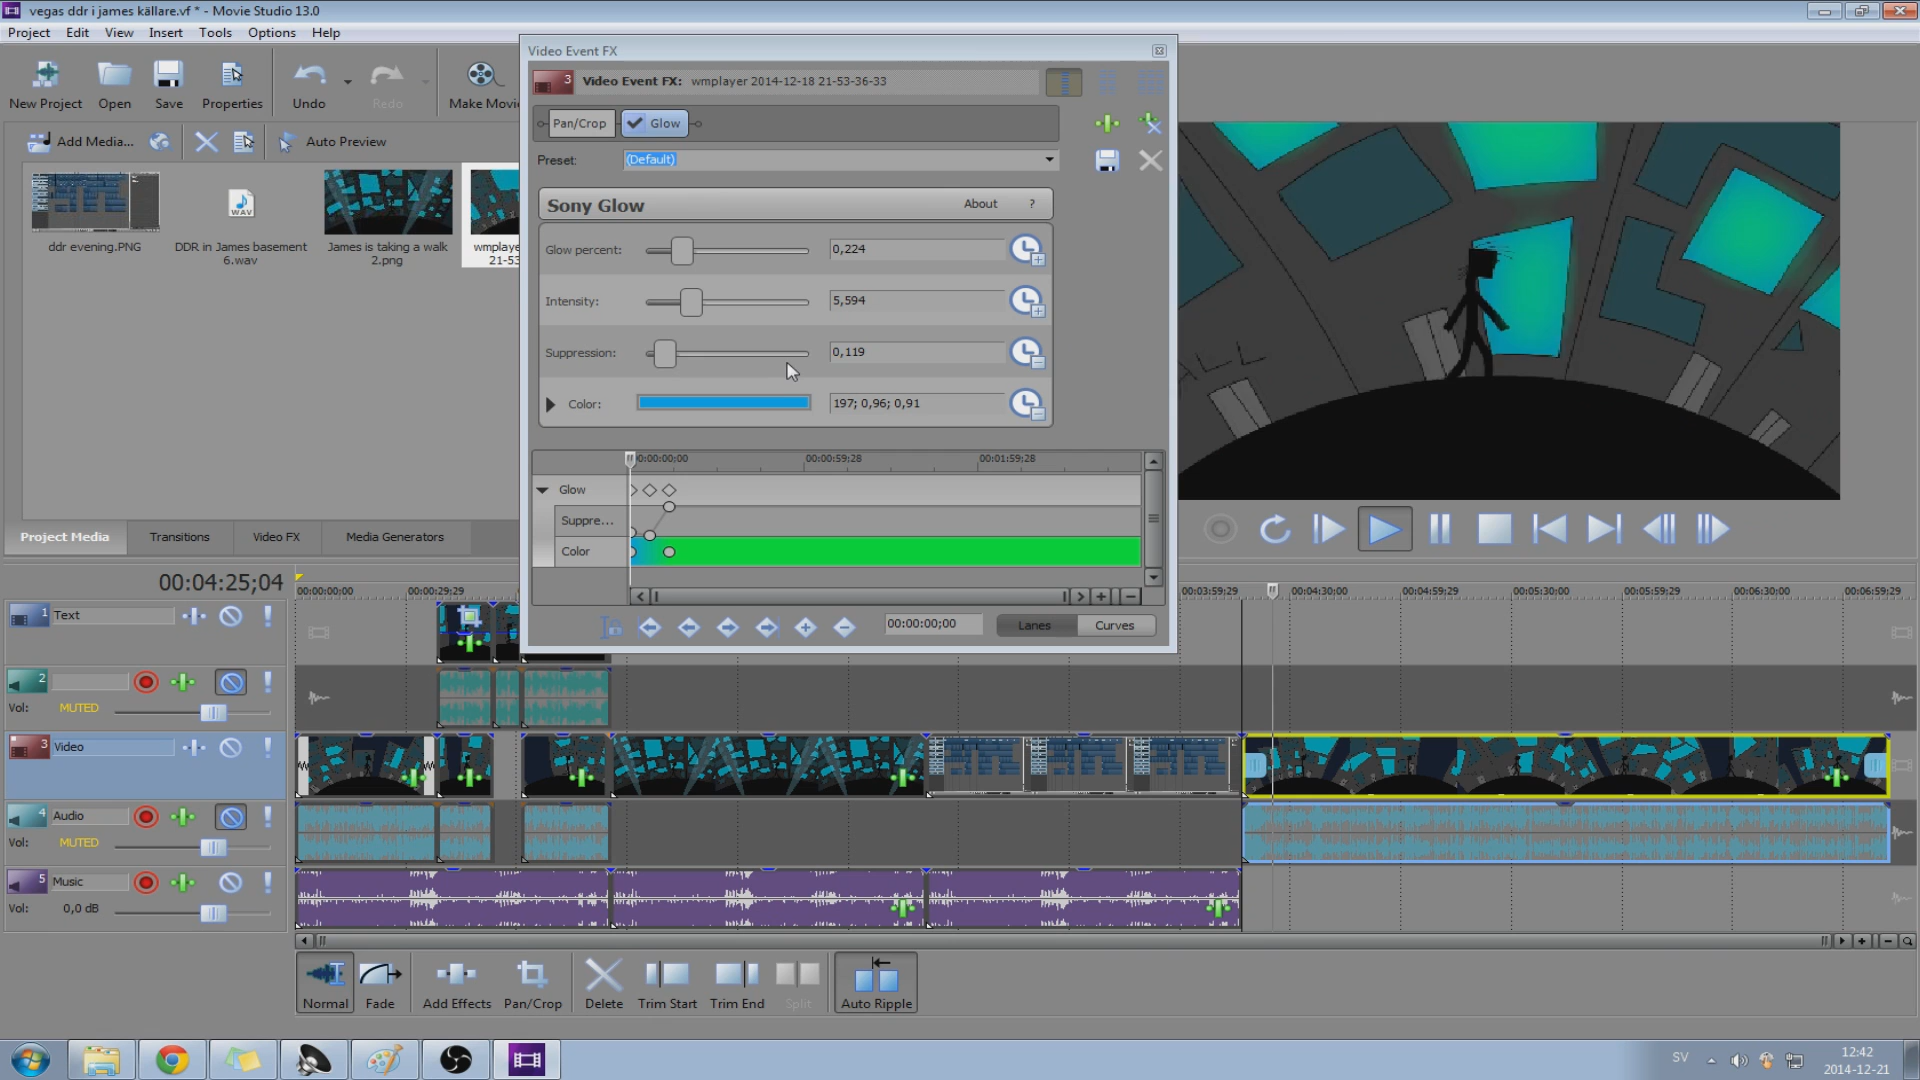 vegas ddr i james källare.vf * - Movie Studio 13.0
Project Edit View Insert Tools Options Help
New Project Open Save Properties Undo Redo Make Movie
Add Media... Auto Preview
ddr evening.PNG
DDR in James basement 6.wav
James is taking a walk 2.png
wmplaye
21-53
WAV
Project Media Transitions Video FX Media Generators
Video Event FX
3 Video Event FX: wmplayer 2014-12-18 21-53-36-33
Pan/Crop Glow
Preset: (Default)
Sony Glow About ?
Glow percent: 0,224
Intensity: 5,594
Suppression: 0,119
Color: 197; 0,96; 0,91
00:00:00;00 00:00:59;28 00:01:59;28
Glow
Suppre...
Color
00:00:00;00 Lanes Curves
00:04:25;04
00:00:00;00 00:00:29;29 00:03:59;29 00:04:30;00 00:04:59;29 00:05:30;00 00:05:59;29 00:06:30;00 00:06:59;29
1 Text
2
Vol: MUTED
3 Video
4 Audio
Vol: MUTED
5 Music
Vol: 0,0 dB
Normal Fade Add Effects Pan/Crop Delete Trim Start Trim End Split Auto Ripple
SV
12:42
2014-12-21